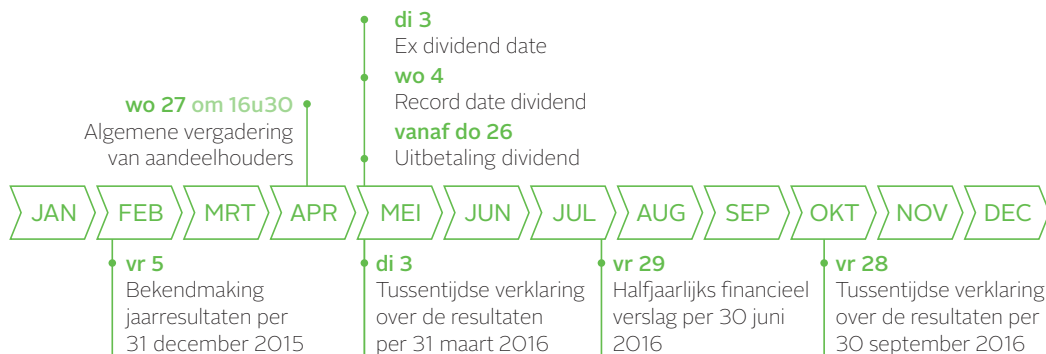 di 3
Ex dividend date
wo 4
Record date dividend
vanaf do 26
Uitbetaling dividend
wo 27 om 16u30
Algemene vergadering
van aandeelhouders
JAN FEB MRT APR MEI JUN JUL AUG SEP OKT NOV DEC
vr 5
Bekendmaking
jaarresultaten per
31 december 2015
di 3
Tussentijdse verklaring
over de resultaten
per 31 maart 2016
vr 29
Halfjaarlijks financieel
verslag per 30 juni
2016
vr 28
Tussentijdse verklaring
over de resultaten per
30 september 2016